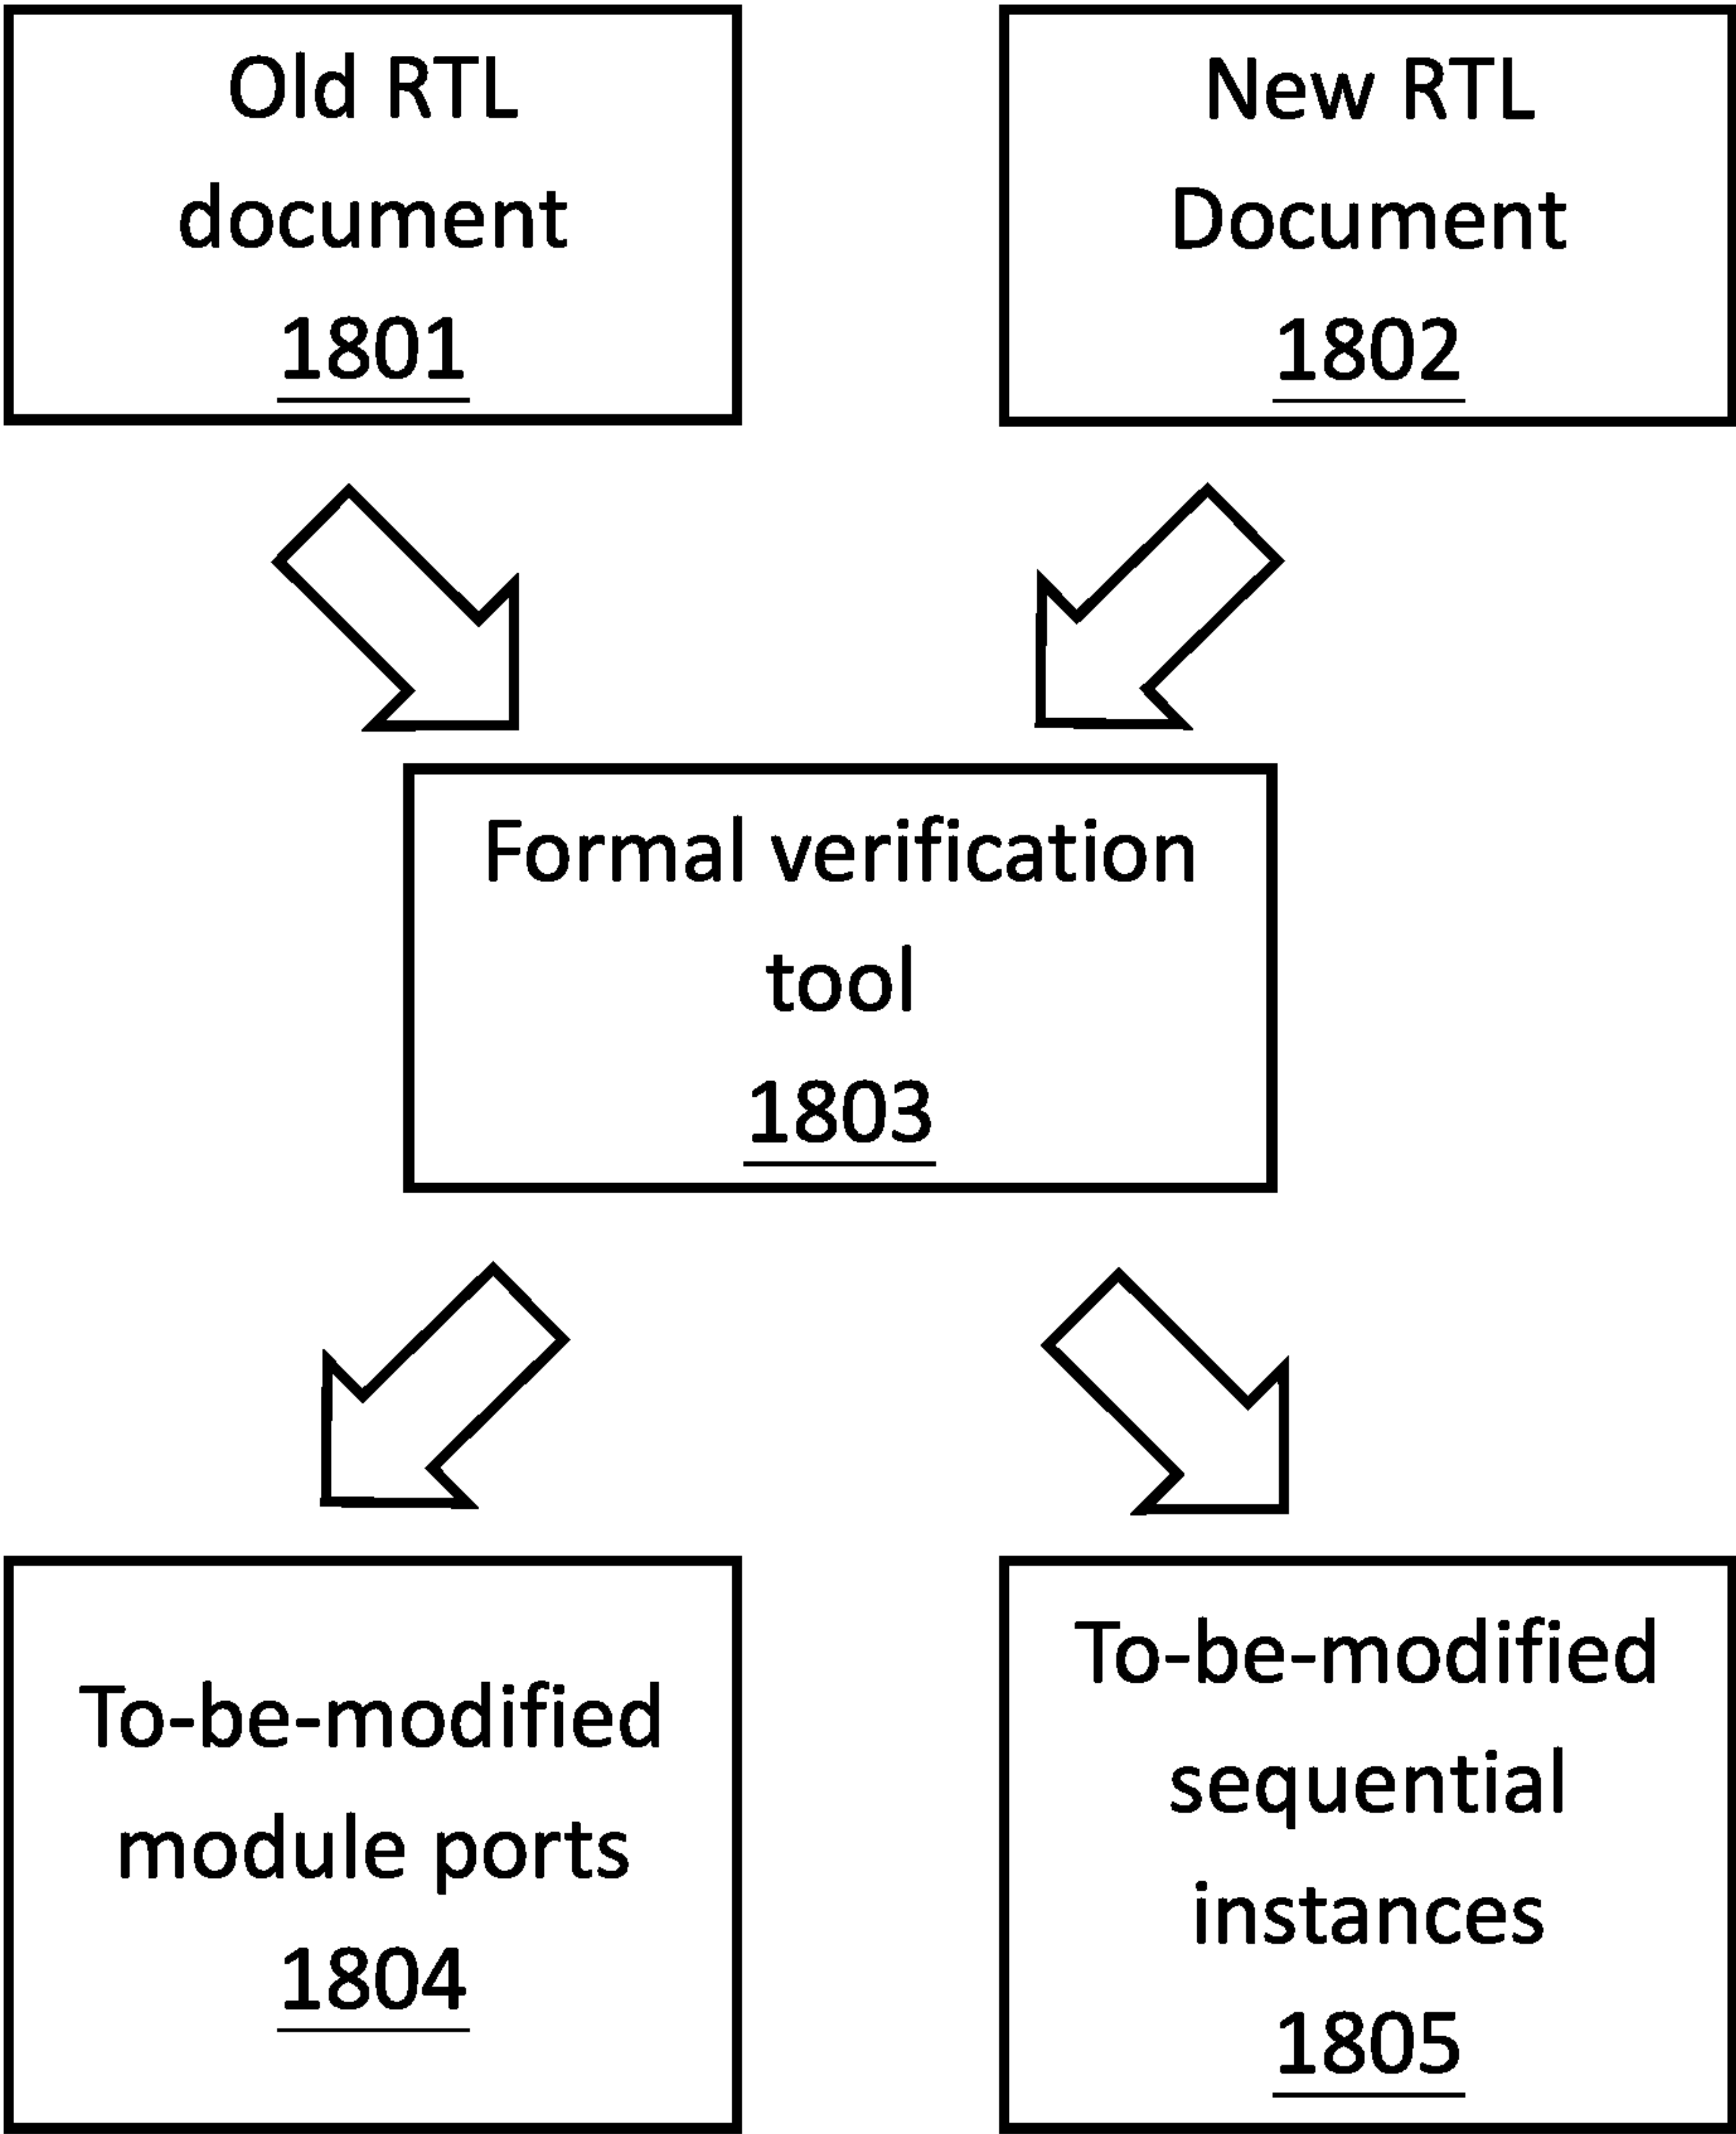 Old RTL
document
1801
New RTL
Document
1802
Formal verification
tool
1803
To-be-modified
module ports
1804
To-be-modified
sequential
instances
1805